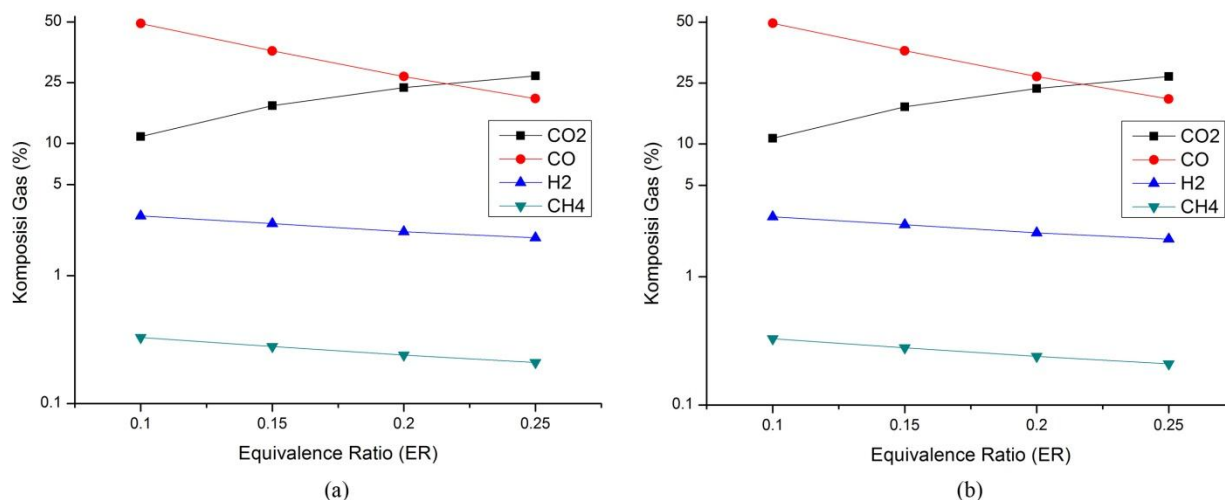 50
25
10
5
1
0.1
Komposisi Gas (%)
CO2
CO
H2
CH4
0.1 0.15 0.2 0.25
Equivalence Ratio (ER)
(a)
50
25
10
5
1
0.1
Komposisi Gas (%)
CO2
CO
H2
CH4
0.1 0.15 0.2 0.25
Equivalence Ratio (ER)
(b)